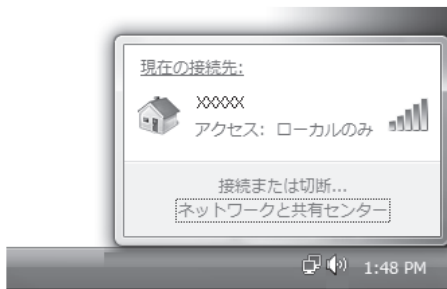 現在の接続先:
XXXXX
アクセス: ローカルのみ
接続または切断...
ネットワークと共有センター
1:48 PM